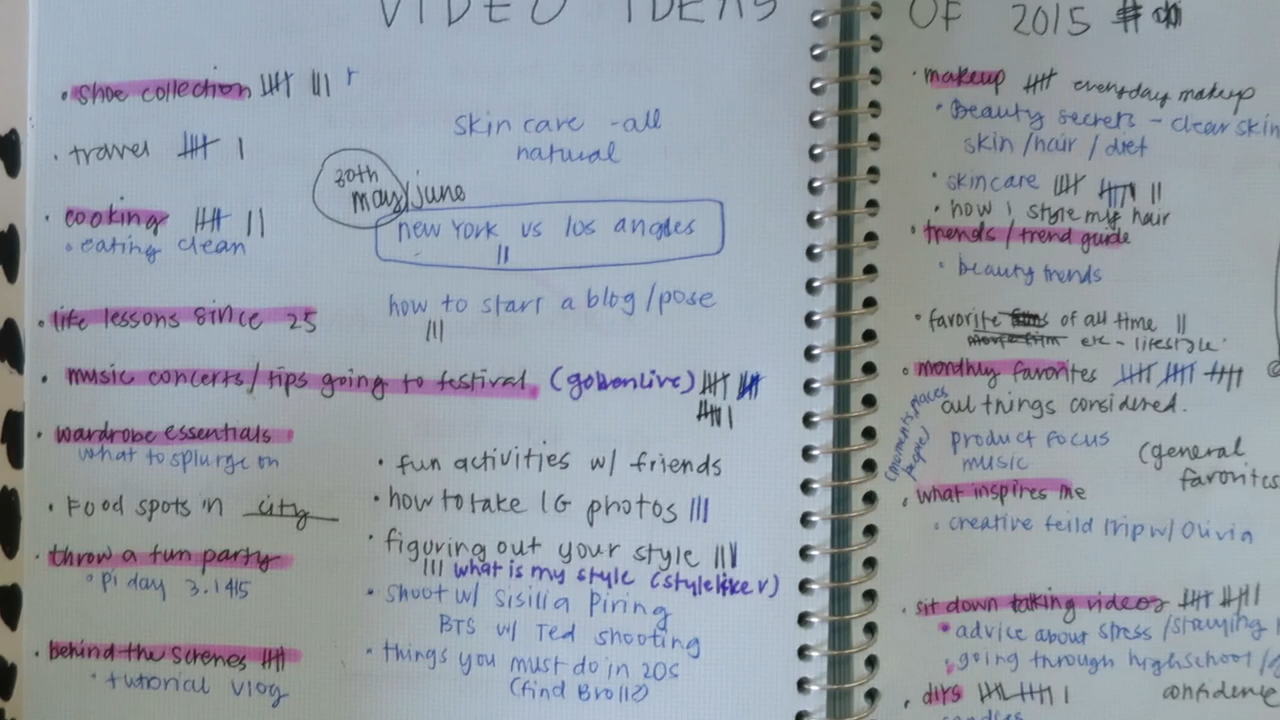 VIDEO IDEAS
• shoe collection
• travel
• cooking
• eating clean
• life lessons since 25
• music concerts/tips going to festival
• wardrobe essentials
what to splurge on
• Food spots in city
• throw a fun party
• pi day 3.1415
• behind the scenes
• tutorial vlog
skin care - all
natural
30th
may/june
new york vs los angles
how to start a blog/pose
• fun activities w/ friends
• how to take IG photos
• figuring out your style
what is my style (stylelike
• shoot w/ Sisilia Piring
BTS w/ Ted shooting
• things you must do in 20s
OF 2015
• makeup everyday makeup
• Beauty secrets - clear skin
skin/hair/diet
• skincare
• how i style my hair
• trends/trend guide
• beauty trends
• favorite of all time
etc - lifestyle
• monthly favorites
all things considered.
(moments, places
people)
product focus
music
(general
favorites
• what inspires me
• creative feild trip w/ Olivia
• sit down talking videos
• advice about stress/staying
• going through highschool/
• diys
confidence
candles